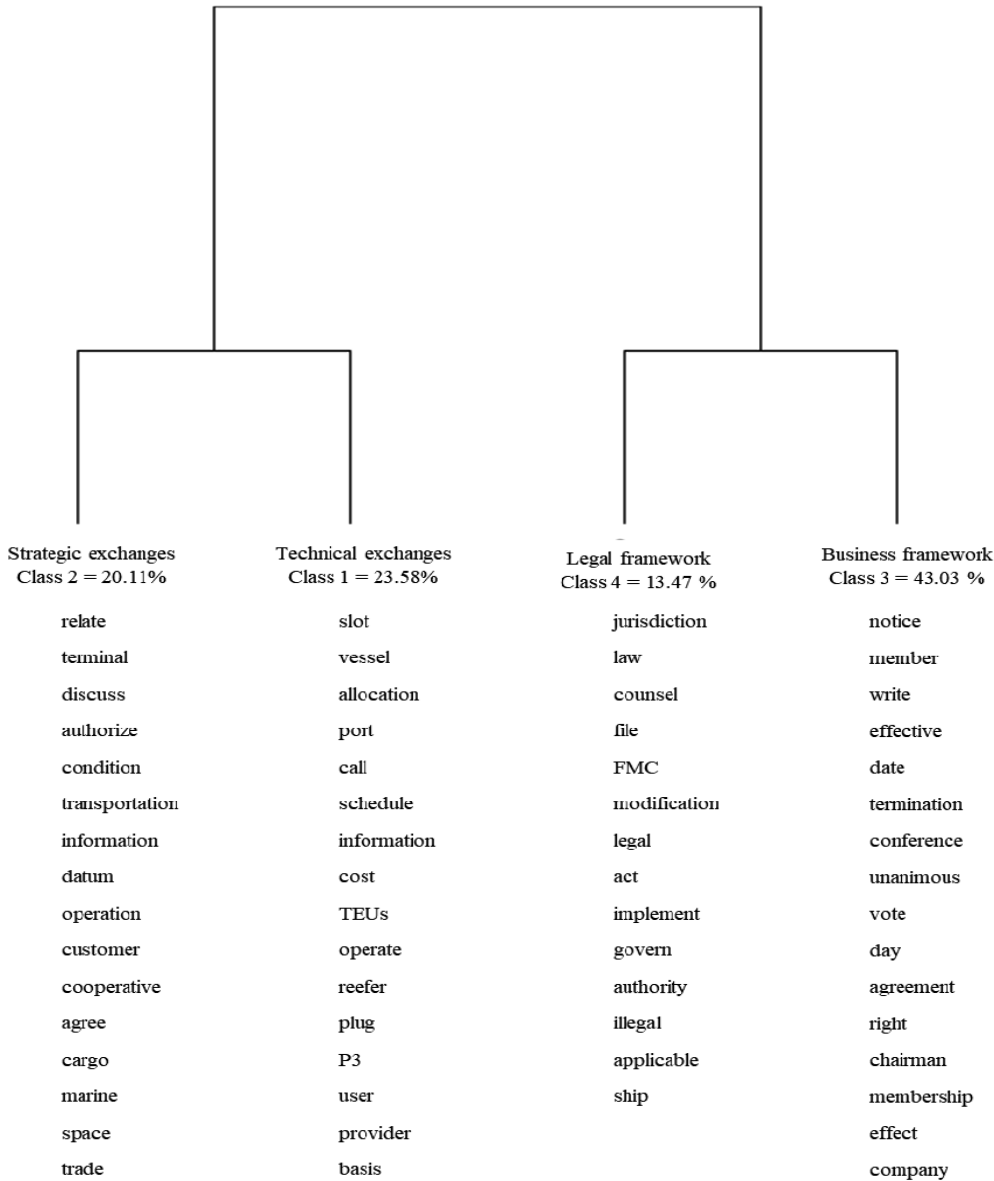 Strategic exchanges
Class 2 = 20.11%
relate
terminal
discuss
authorize
condition
transportation
information
datum
operation
customer
cooperative
agree
cargo
marine
space
trade
Technical exchanges
Class 1 = 23.58%
slot
vessel
allocation
port
call
schedule
information
cost
TEUs
operate
reefer
plug
P3
user
provider
basis
Legal framework
Class 4 = 13.47 %
jurisdiction
law
counsel
file
FMC
modification
legal
act
implement
govern
authority
illegal
applicable
ship
Business framework
Class 3 = 43.03 %
notice
member
write
effective
date
termination
conference
unanimous
vote
day
agreement
right
chairman
membership
effect
company